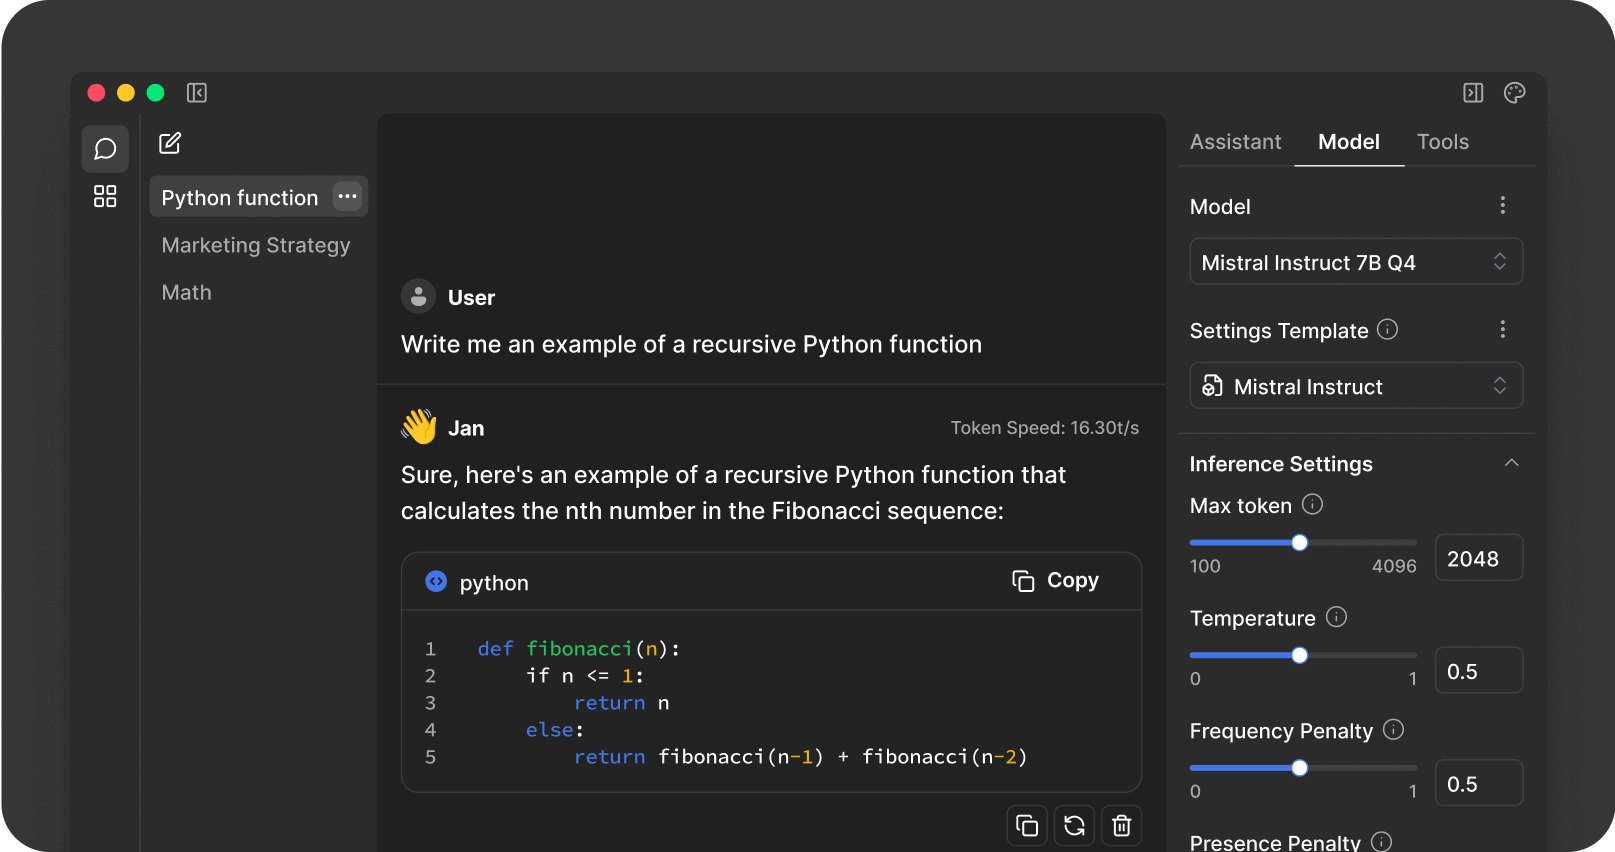 Python function
Marketing Strategy
Math
User
Write me an example of a recursive Python function
Jan
Token Speed: 16.30t/s
Sure, here's an example of a recursive Python function that
calculates the nth number in the Fibonacci sequence:
python
Copy
1 def fibonacci(n):
2     if n <= 1:
3         return n
4     else:
5         return fibonacci(n-1) + fibonacci(n-2)
Assistant Model Tools
Model
Mistral Instruct 7B Q4
Settings Template
Mistral Instruct
Inference Settings
Max token
100 4096 2048
Temperature
0 1 0.5
Frequency Penalty
0 1 0.5
Presence Penalty